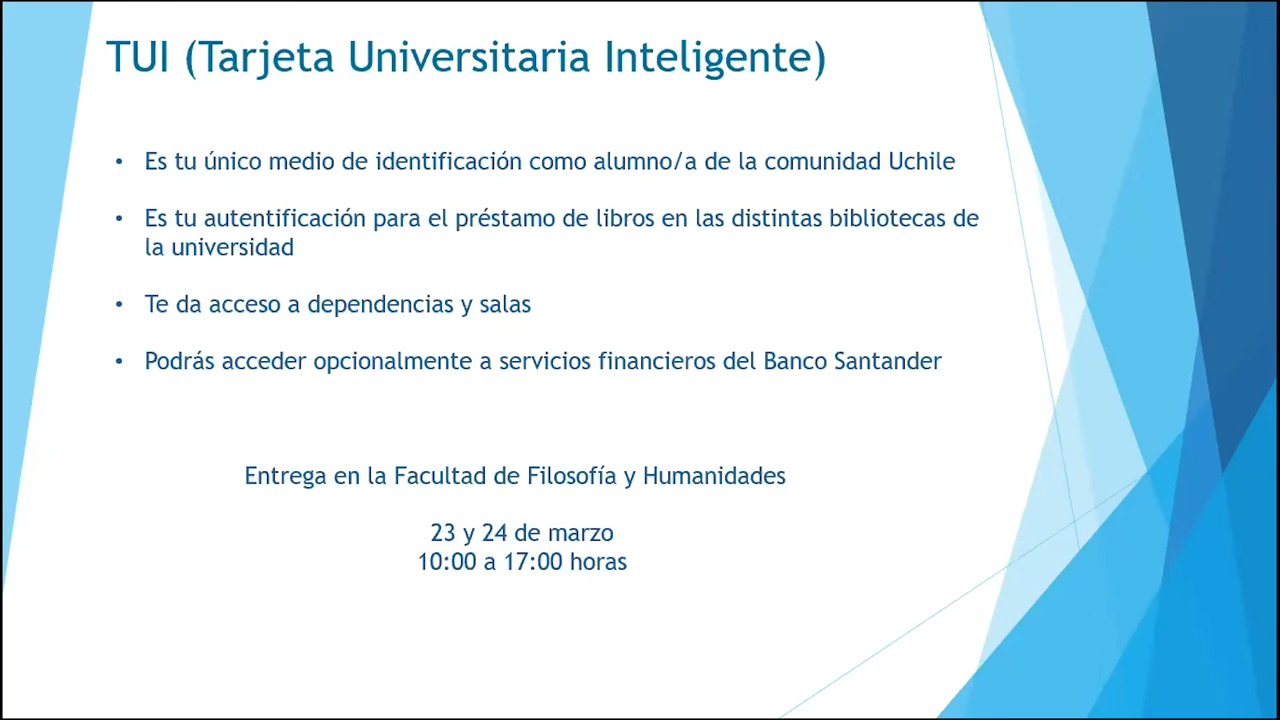 TUI (Tarjeta Universitaria Inteligente)
• Es tu único medio de identificación como alumno/a de la comunidad Uchile
• Es tu autentificación para el préstamo de libros en las distintas bibliotecas de
la universidad
• Te da acceso a dependencias y salas
• Podrás acceder opcionalmente a servicios financieros del Banco Santander
Entrega en la Facultad de Filosofía y Humanidades
23 y 24 de marzo
10:00 a 17:00 horas